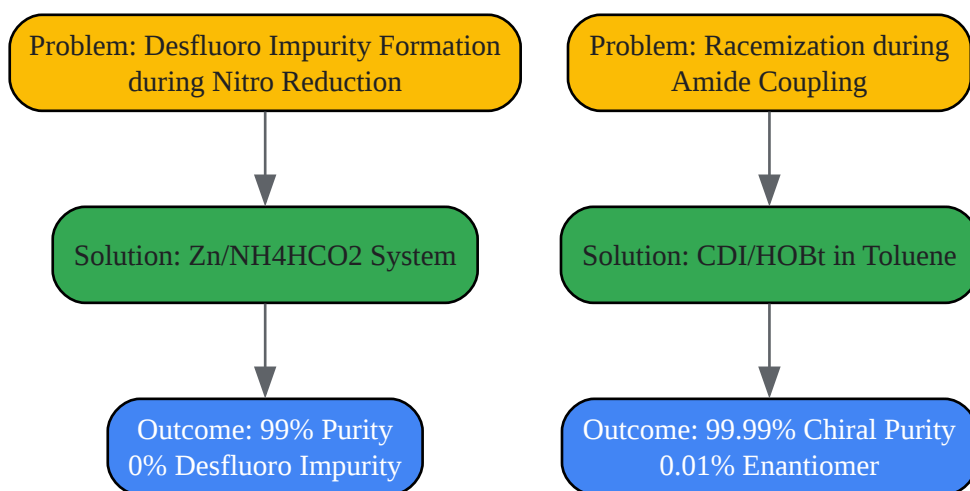 Problem: Desfluoro Impurity Formation
during Nitro Reduction
Solution: Zn/NH4HCO2 System
Outcome: 99% Purity
0% Desfluoro Impurity
Problem: Racemization during
Amide Coupling
Solution: CDI/HOBt in Toluene
Outcome: 99.99% Chiral Purity
0.01% Enantiomer